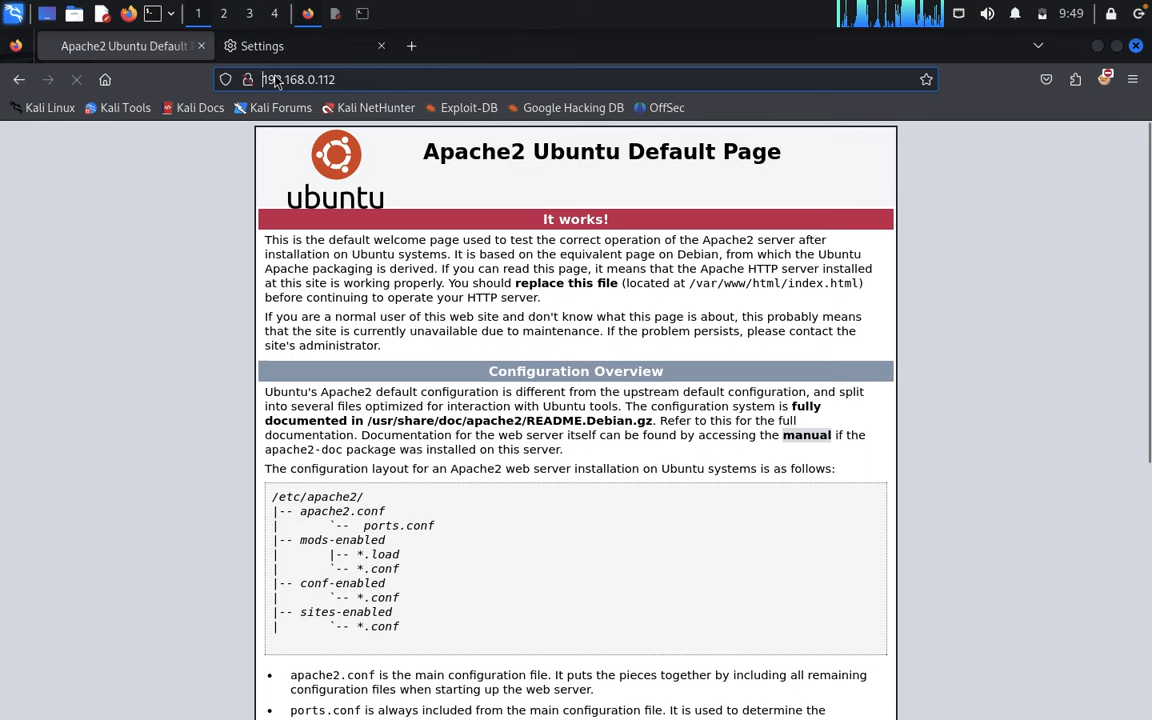 1 2 3 4 9:49
Apache2 Ubuntu Default Settings
192.168.0.112
Kali Linux Kali Tools Kali Docs Kali Forums Kali NetHunter Exploit-DB Google Hacking DB OffSec
ubuntu
Apache2 Ubuntu Default Page
It works!
This is the default welcome page used to test the correct operation of the Apache2 server after
installation on Ubuntu systems. It is based on the equivalent page on Debian, from which the Ubuntu
Apache packaging is derived. If you can read this page, it means that the Apache HTTP server installed
at this site is working properly. You should replace this file (located at /var/www/html/index.html)
before continuing to operate your HTTP server.
If you are a normal user of this web site and don't know what this page is about, this probably means
that the site is currently unavailable due to maintenance. If the problem persists, please contact the
site's administrator.
Configuration Overview
Ubuntu's Apache2 default configuration is different from the upstream default configuration, and split
into several files optimized for interaction with Ubuntu tools. The configuration system is fully
documented in /usr/share/doc/apache2/README.Debian.gz. Refer to this for the full
documentation. Documentation for the web server itself can be found by accessing the manual if the
apache2-doc package was installed on this server.
The configuration layout for an Apache2 web server installation on Ubuntu systems is as follows:
/etc/apache2/
|-- apache2.conf
|       `--  ports.conf
|-- mods-enabled
|       |-- *.load
|       `-- *.conf
|-- conf-enabled
|       `-- *.conf
|-- sites-enabled
|       `-- *.conf
• apache2.conf is the main configuration file. It puts the pieces together by including all remaining
configuration files when starting up the web server.
• ports.conf is always included from the main configuration file. It is used to determine the